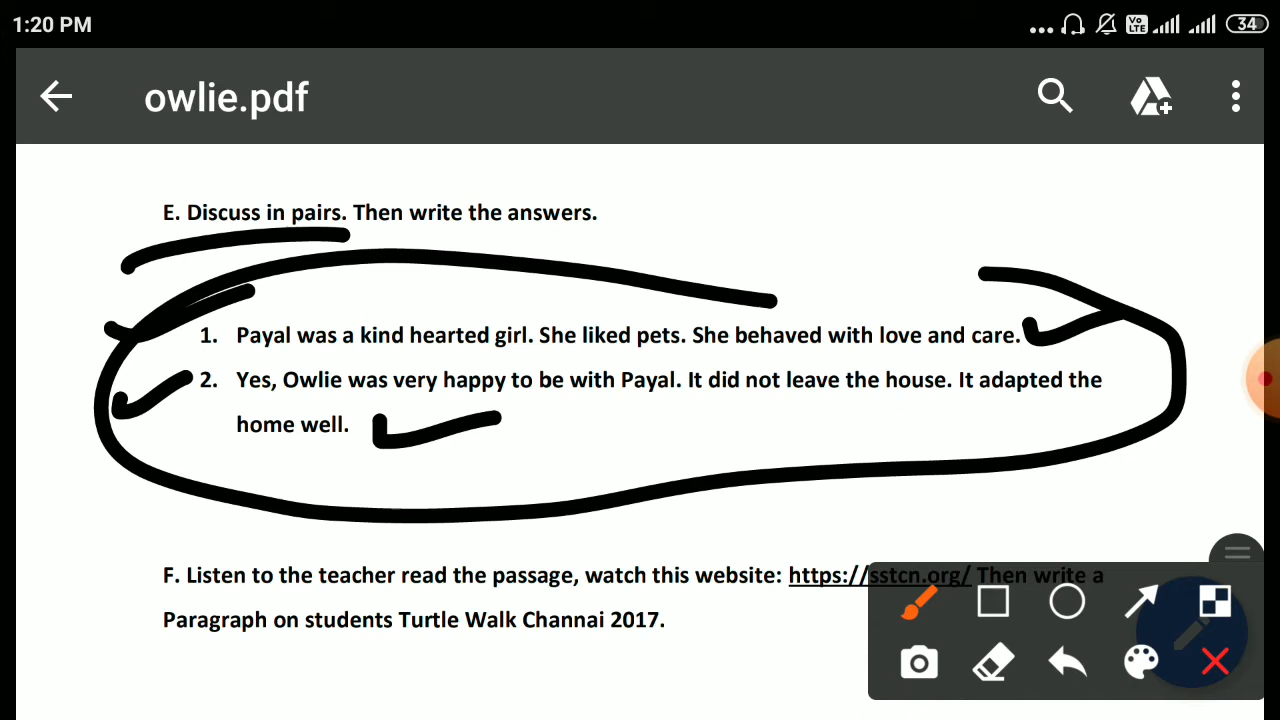 1:20 PM
Vo LTE
34
owlie.pdf
E. Discuss in pairs. Then write the answers.
1. Payal was a kind hearted girl. She liked pets. She behaved with love and care.
2. Yes, Owlie was very happy to be with Payal. It did not leave the house. It adapted the
home well.
F. Listen to the teacher read the passage, watch this website: https://sstcn.org/ Then write a
Paragraph on students Turtle Walk Channai 2017.